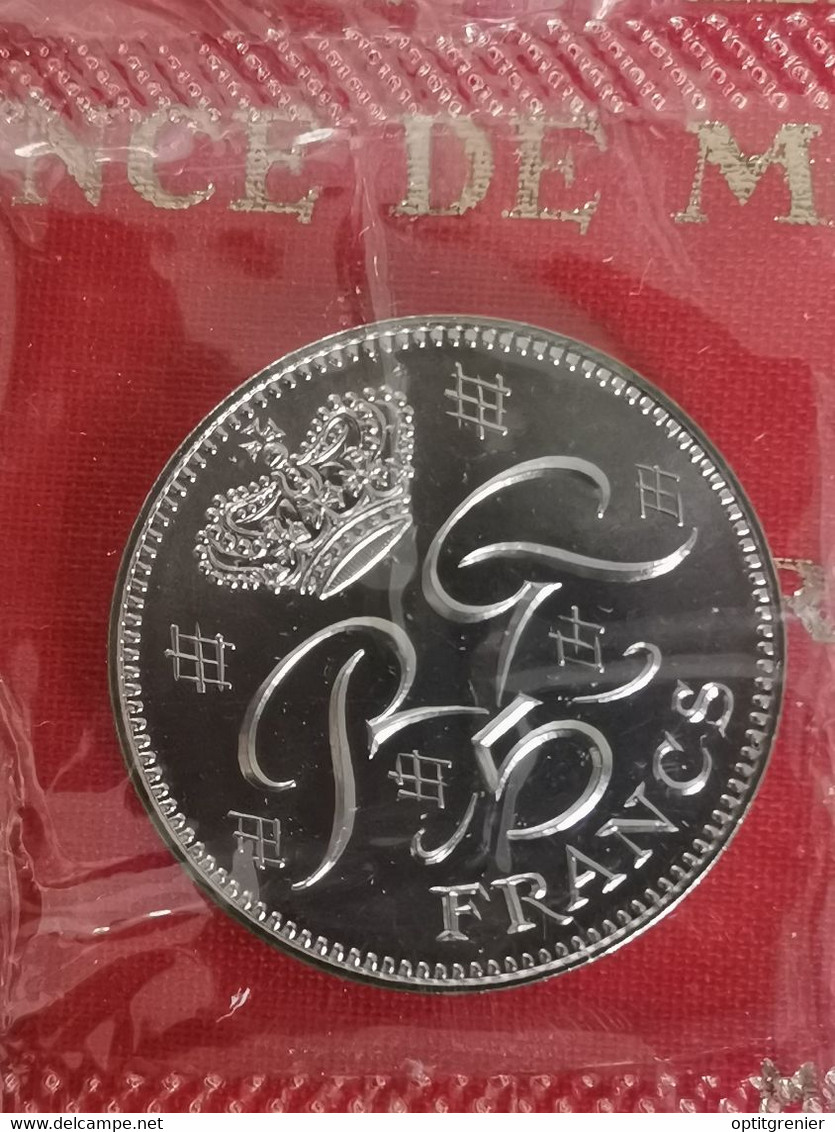 NCE DE M
5
FRANCS
www.delcampe.net
optitgrenier